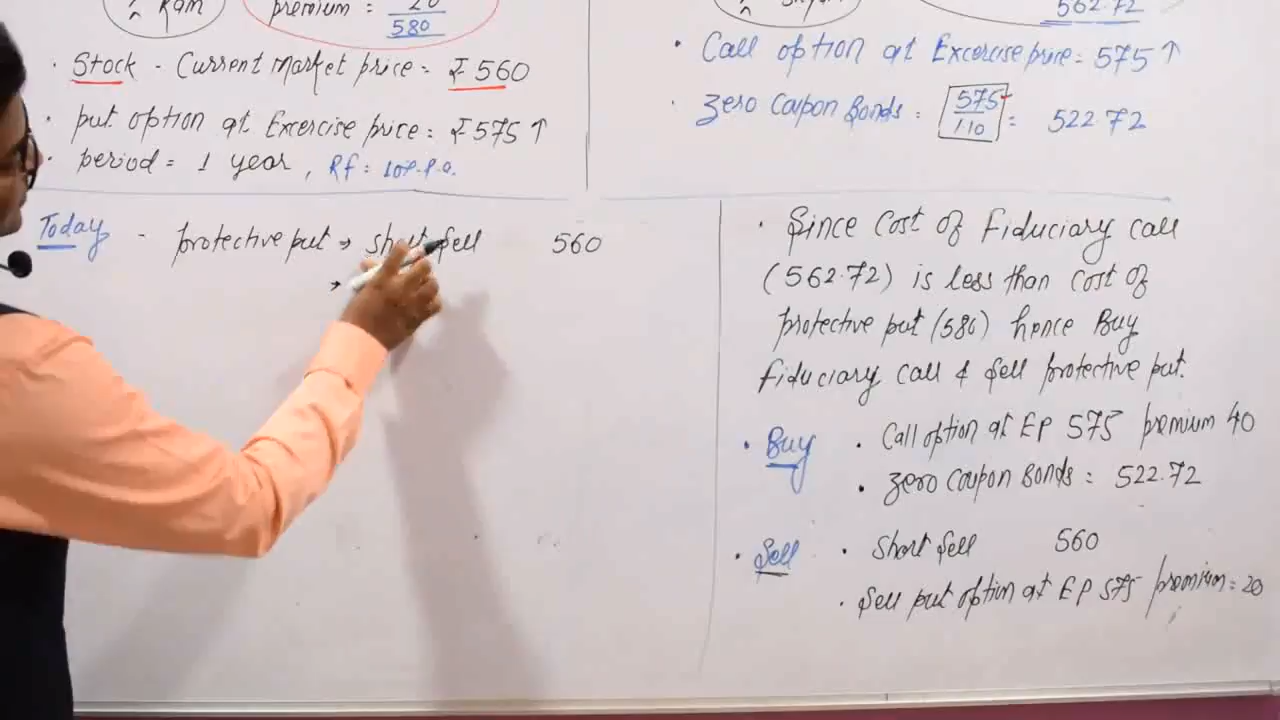 Ram
premium = 20
580
562.72
• Stock - Current Market price = ₹ 560
• put option at Exercise price = ₹ 575 ↑
• period = 1 year , Rf = 10% p.a.
• Call option at Excercise price = 575 ↑
• Zero Coupon Bonds = 575 / 1.10 = 522.72
Today - protective put → Short Sell 560
→
• Since Cost of Fiduciary Call
(562.72) is less than Cost of
protective put (580) hence Buy
fiduciary call & Sell protective put.
• Buy • Call option at EP 575 premium 40
• Zero Coupon Bonds = 522.72
• Sell • Short Sell 560
• Sell put option at EP 575 premium = 20